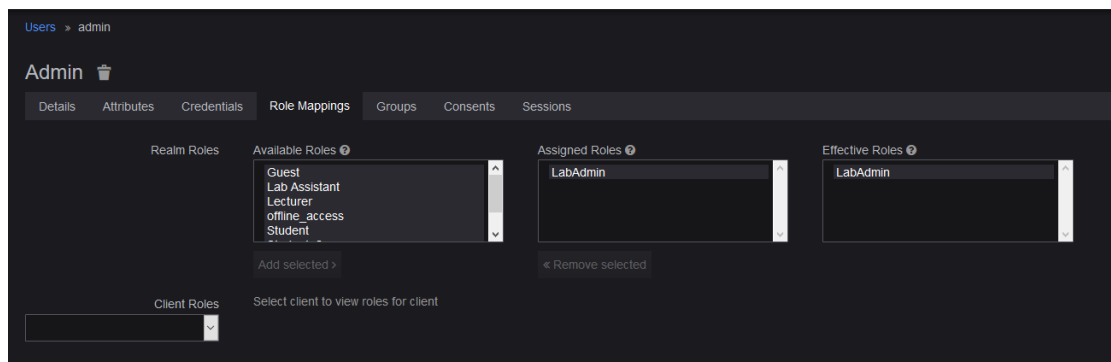 Users » admin
Admin
Details Attributes Credentials Role Mappings Groups Consents Sessions
Realm Roles
Available Roles
Guest
Lab Assistant
Lecturer
offline_access
Student
Add selected >
Assigned Roles
LabAdmin
« Remove selected
Effective Roles
LabAdmin
Client Roles
Select client to view roles for client